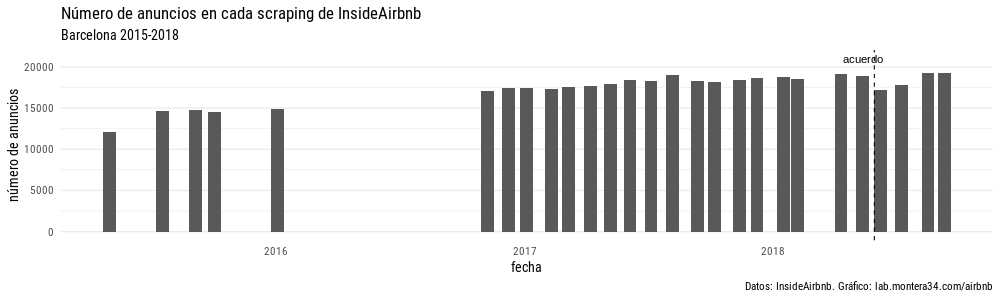 Número de anuncios en cada scraping de InsideAirbnb
Barcelona 2015-2018
acuerdo
número de anuncios
20000
15000
10000
5000
0
2016
2017
2018
fecha
Datos: InsideAirbnb. Gráfico: lab.montera34.com/airbnb